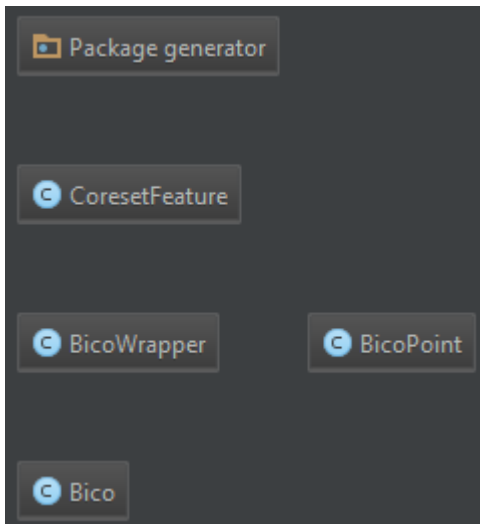 Package generator
C CoresetFeature
C BicoWrapper
C BicoPoint
C Bico